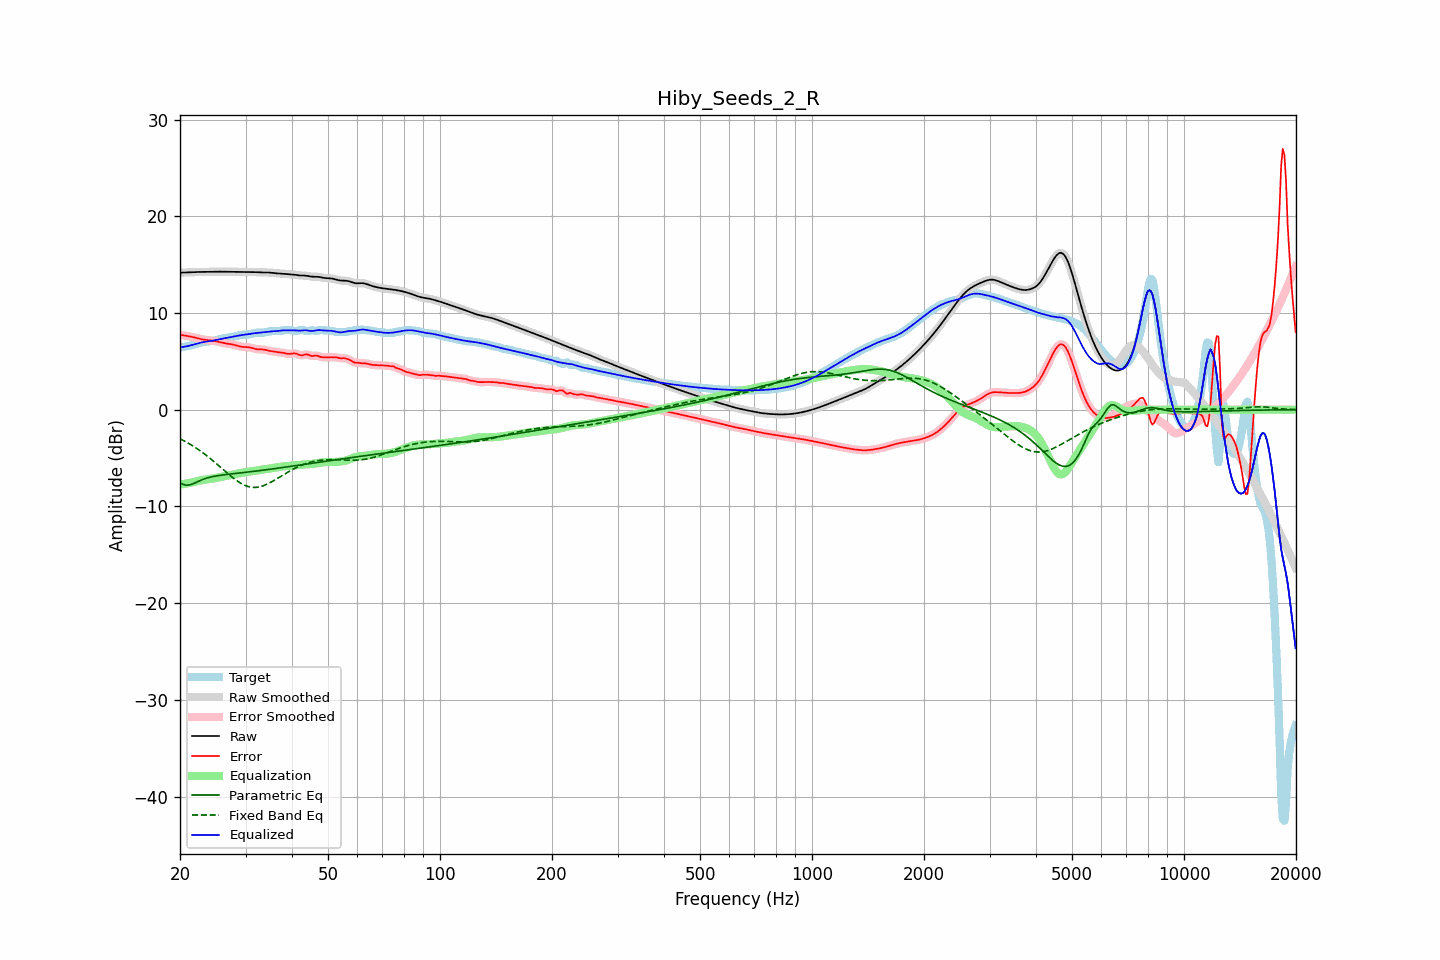 Hiby_Seeds_2_R
30
20
10
0
−10
−20
−30
−40
Amplitude (dBr)
Target
Raw Smoothed
Error Smoothed
Raw
Error
Equalization
Parametric Eq
Fixed Band Eq
Equalized
20 50 100 200 500 1000 2000 5000 10000 20000
Frequency (Hz)